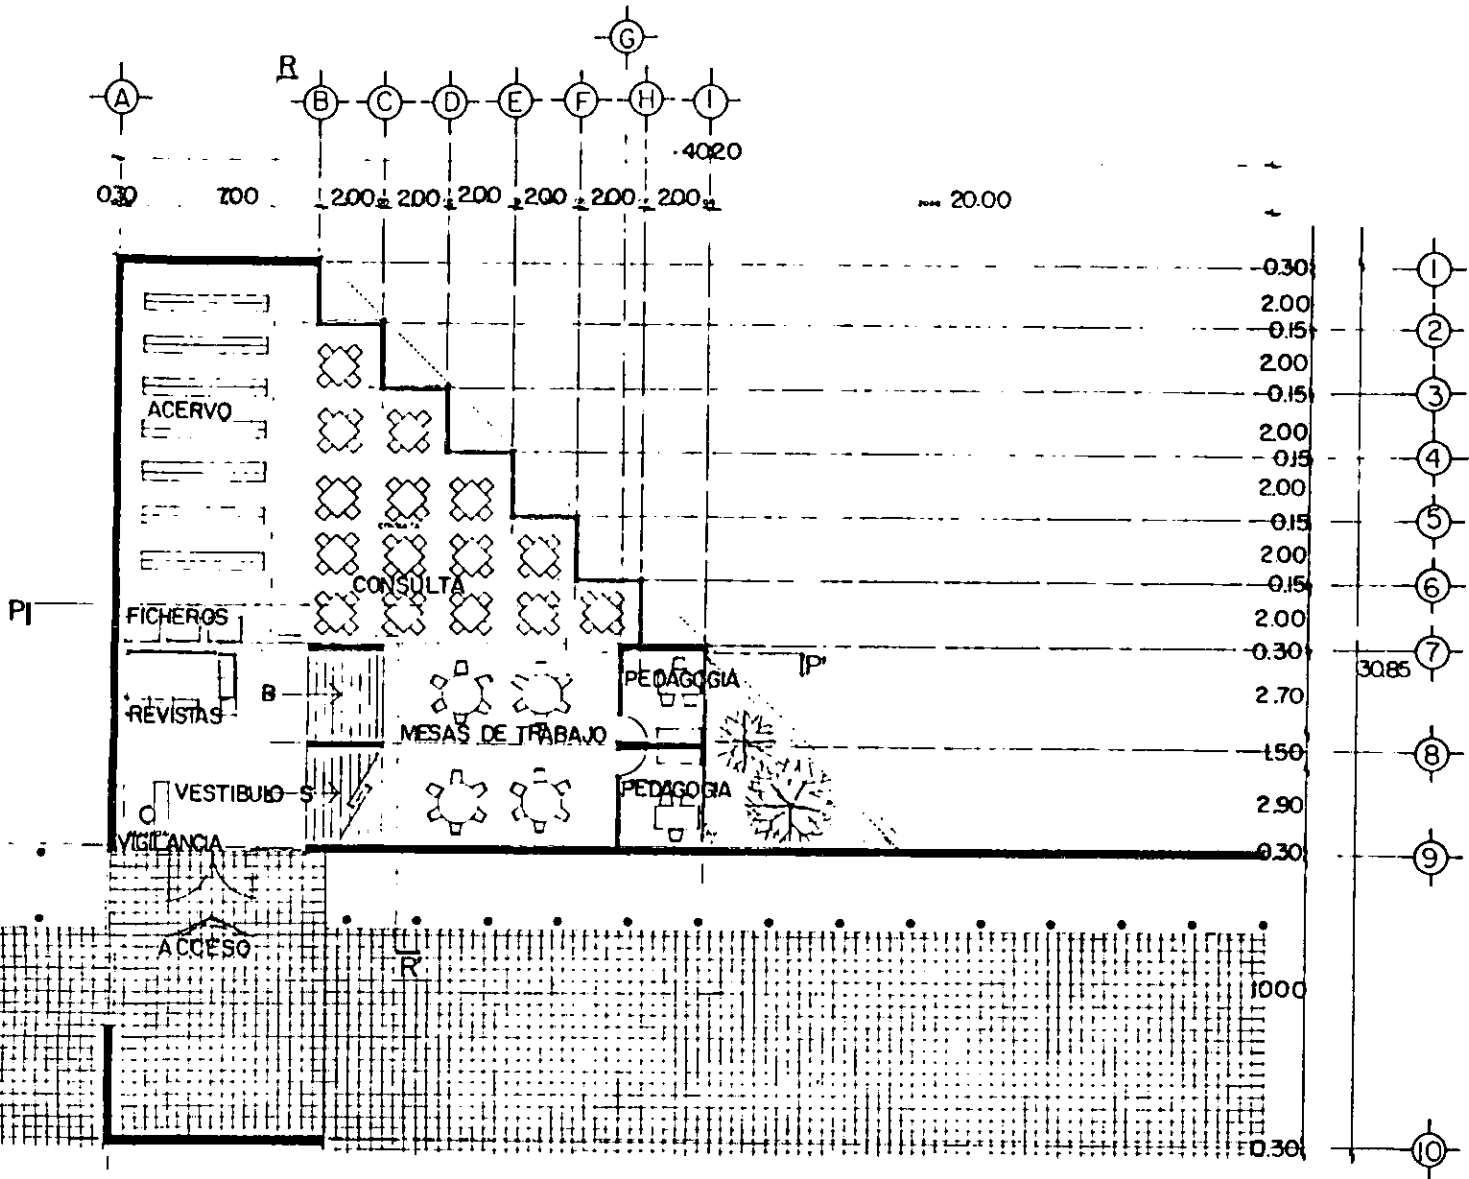 G
R
A B C D E F H I
40.20
0.30 7.00 2.00 2.00 2.00 2.00 2.00 2.00 20.00
0.30 1
2.00
0.15 2
2.00
0.15 3
ACERVO
2.00
0.15 4
2.00
0.15 5
2.00
CONSULTA
0.15 6
P
FICHEROS
2.00
0.30 7
P'
30.85
PEDAGOGIA
2.70
B
REVISTAS
MESAS DE TRABAJO
1.50 8
VESTIBULO S
PEDAGOGIA
2.90
VIGILANCIA
0.30 9
ACCESO
R'
10.00
0.30 10